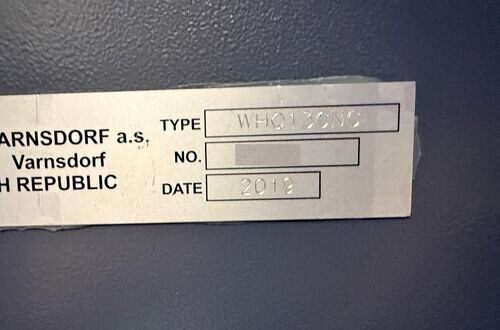 ARNSDORF a.s.
Varnsdorf
H REPUBLIC
TYPE WHQ13CNC
NO.
DATE 2019